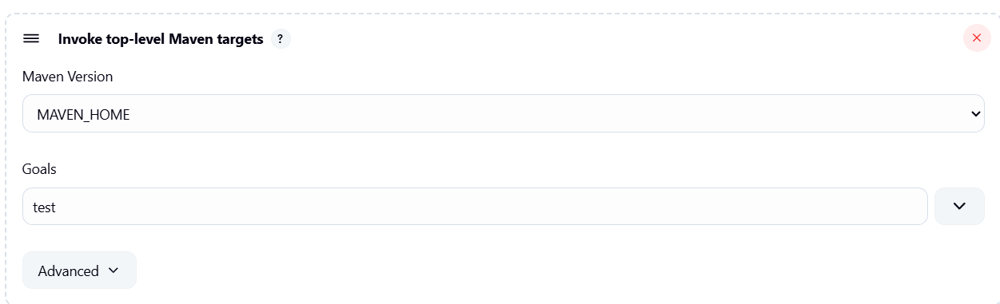 Invoke top-level Maven targets ?
Maven Version
MAVEN_HOME
Goals
test
Advanced